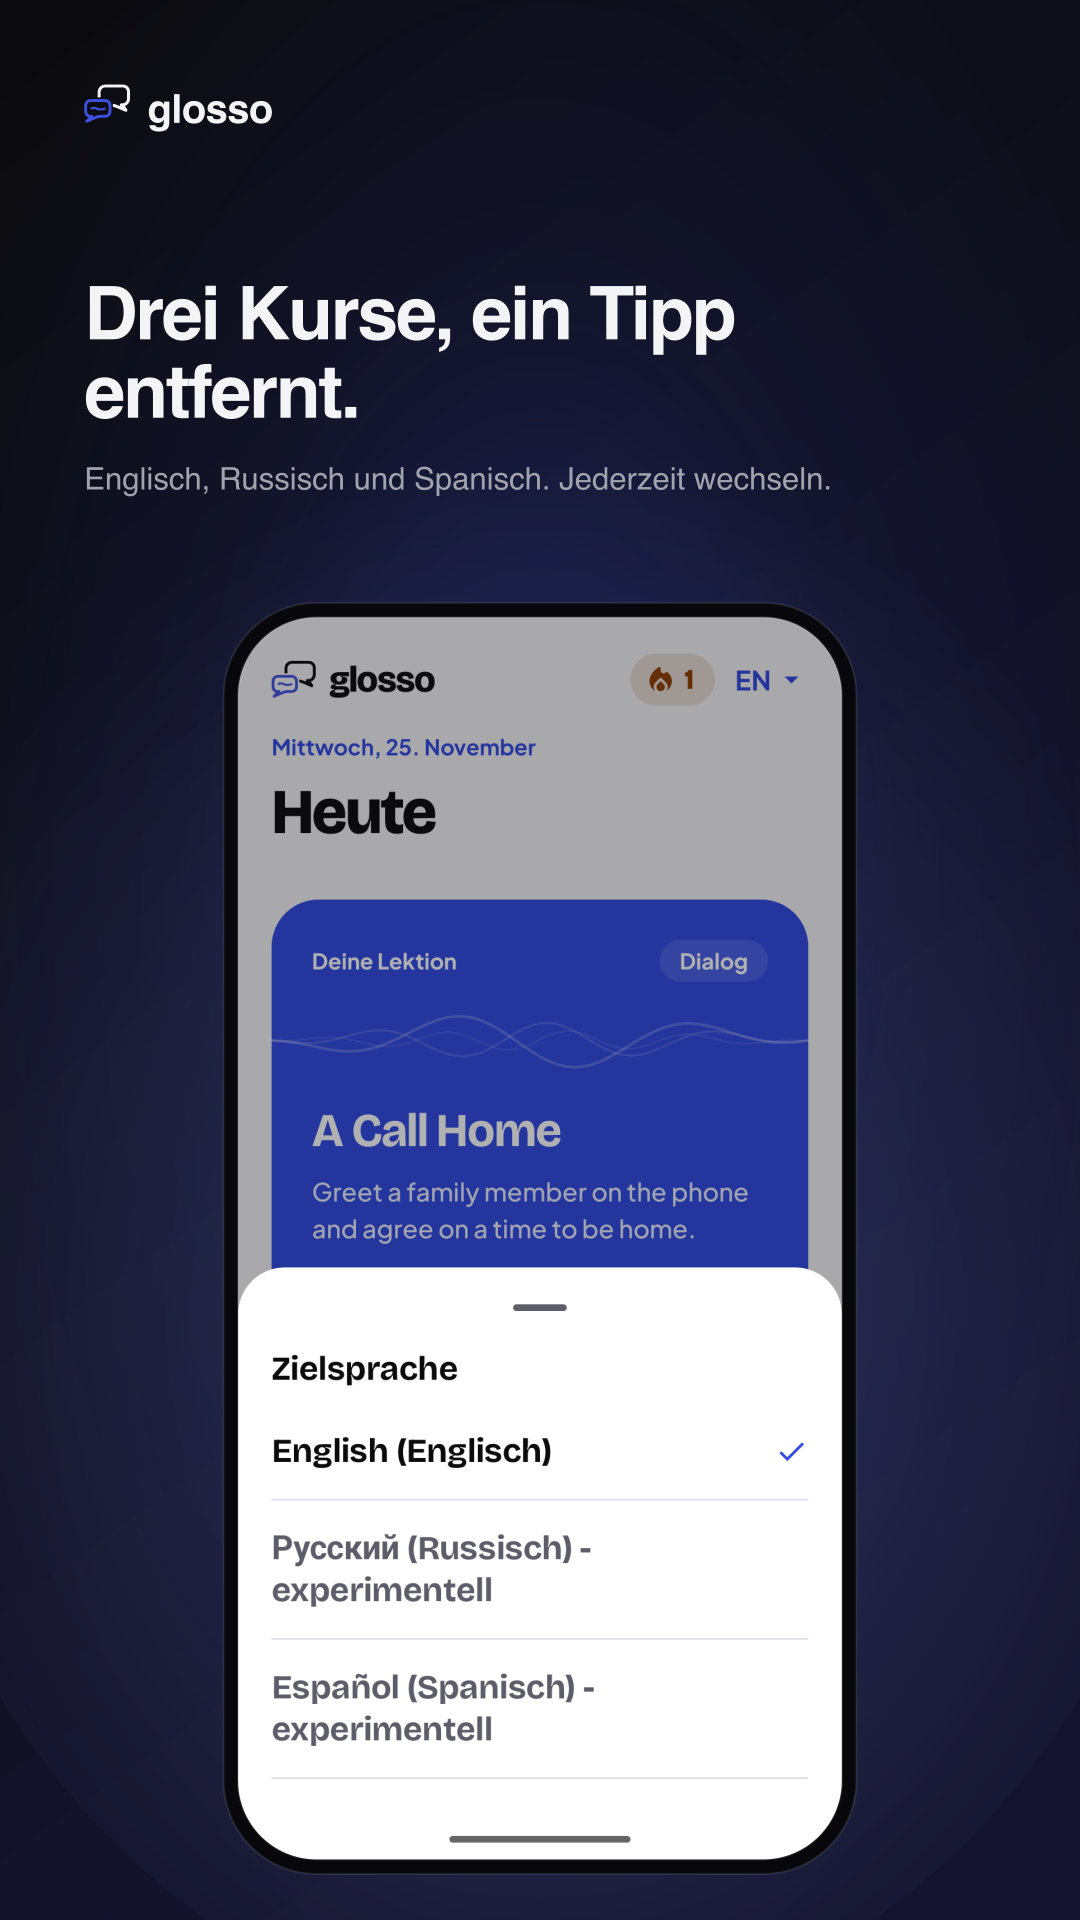 glosso
Drei Kurse, ein Tipp
entfernt.
Englisch, Russisch und Spanisch. Jederzeit wechseln.
glosso
1
EN
Mittwoch, 25. November
Heute
Deine Lektion
Dialog
A Call Home
Greet a family member on the phone
and agree on a time to be home.
Zielsprache
English (Englisch)
Русский (Russisch) -
experimentell
Español (Spanisch) -
experimentell